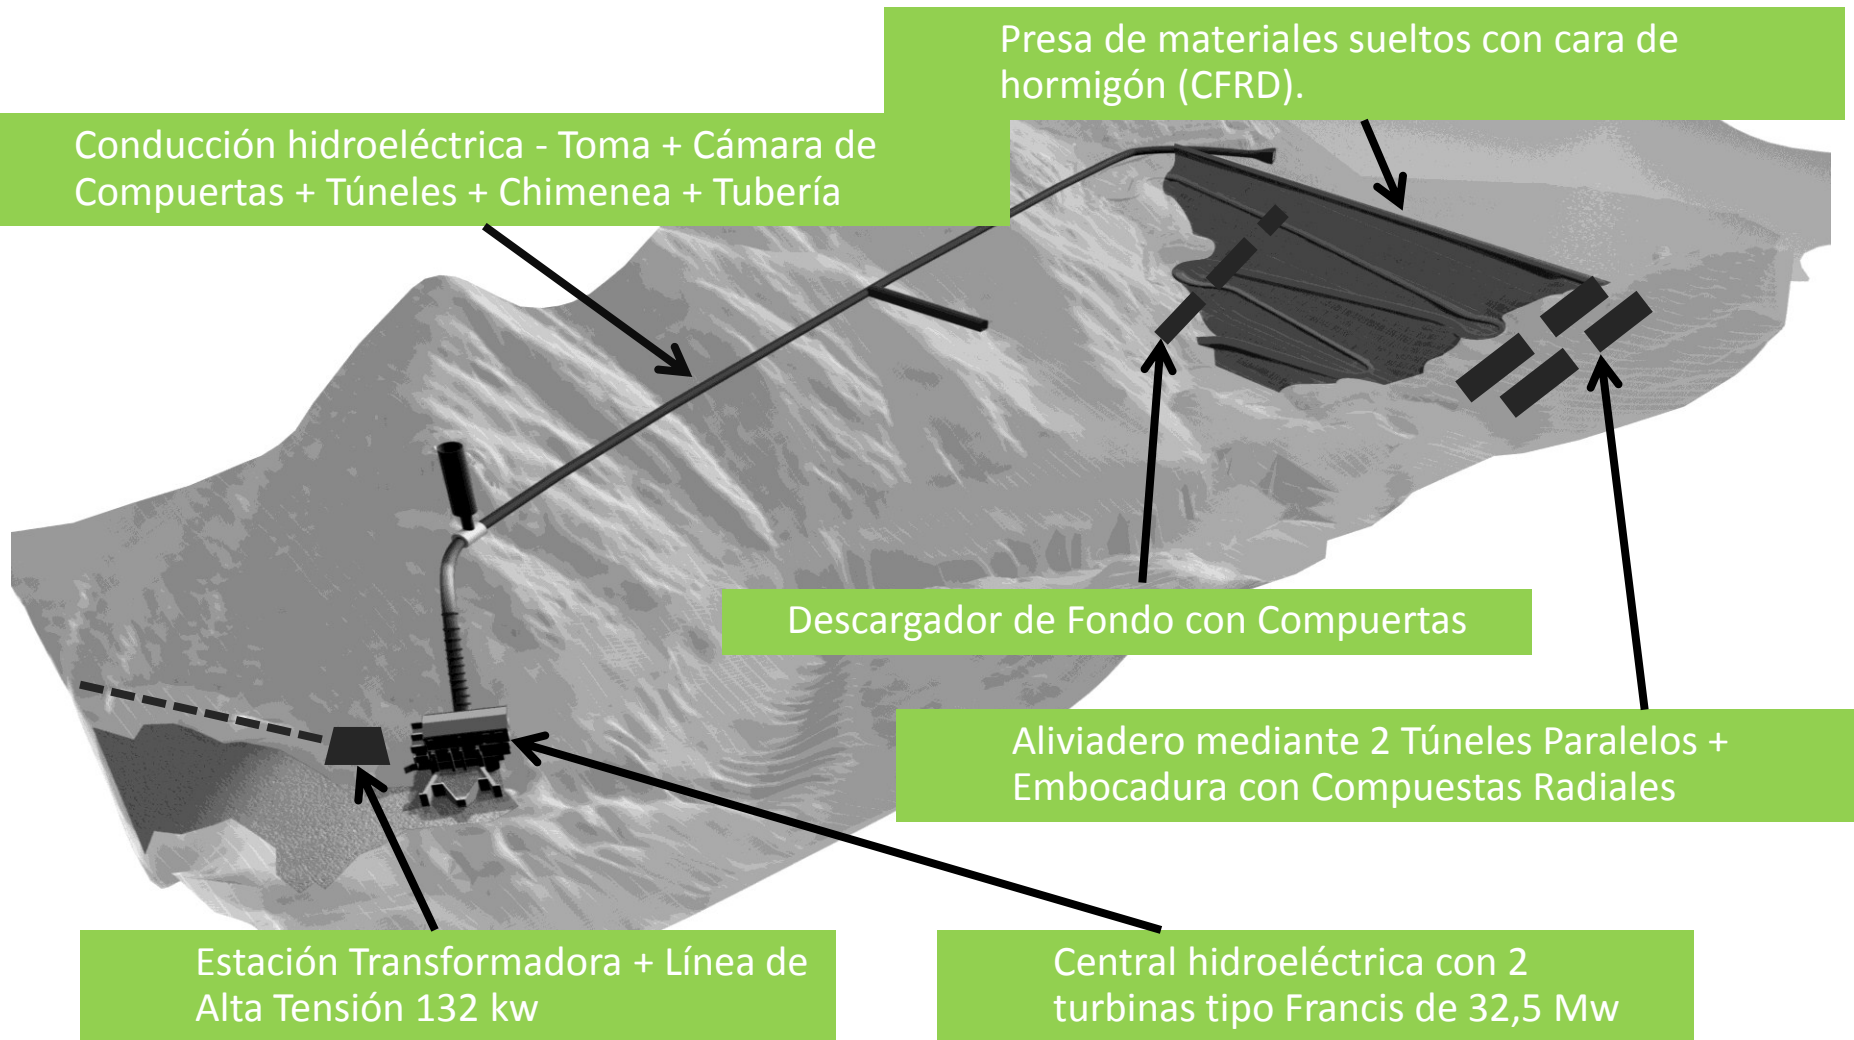 Presa de materiales sueltos con cara de
hormigón (CFRD).
Conducción hidroeléctrica - Toma + Cámara de
Compuertas + Túneles + Chimenea + Tubería
Descargador de Fondo con Compuertas
Aliviadero mediante 2 Túneles Paralelos +
Embocadura con Compuestas Radiales
Estación Transformadora + Línea de
Alta Tensión 132 kw
Central hidroeléctrica con 2
turbinas tipo Francis de 32,5 Mw